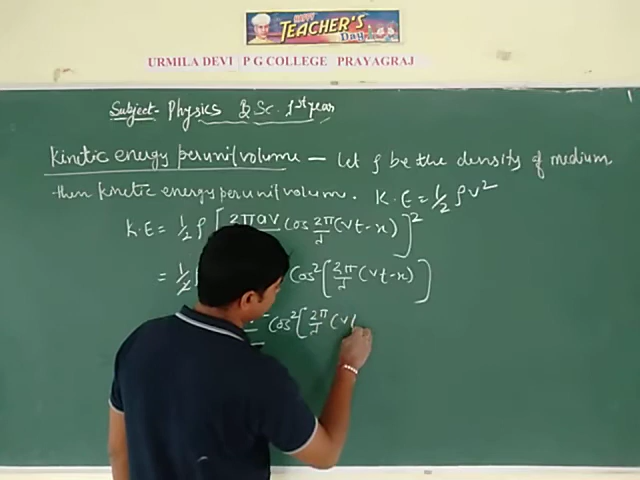 HAPPY
TEACHER'S
Day
URMILA DEVI P G COLLEGE PRAYAGRAJ
Subject- Physics B.Sc. 1st year
Kinetic energy per unit volume — Let ρ be the density of medium
then kinetic energy per unit volume. K.E = 1/2 ρv²
K.E = 1/2 ρ [2πav cos 2π/λ (vt-x)]²
= 1/2 cos² [2π/λ (vt-x)]
cos² [2π/λ (vt